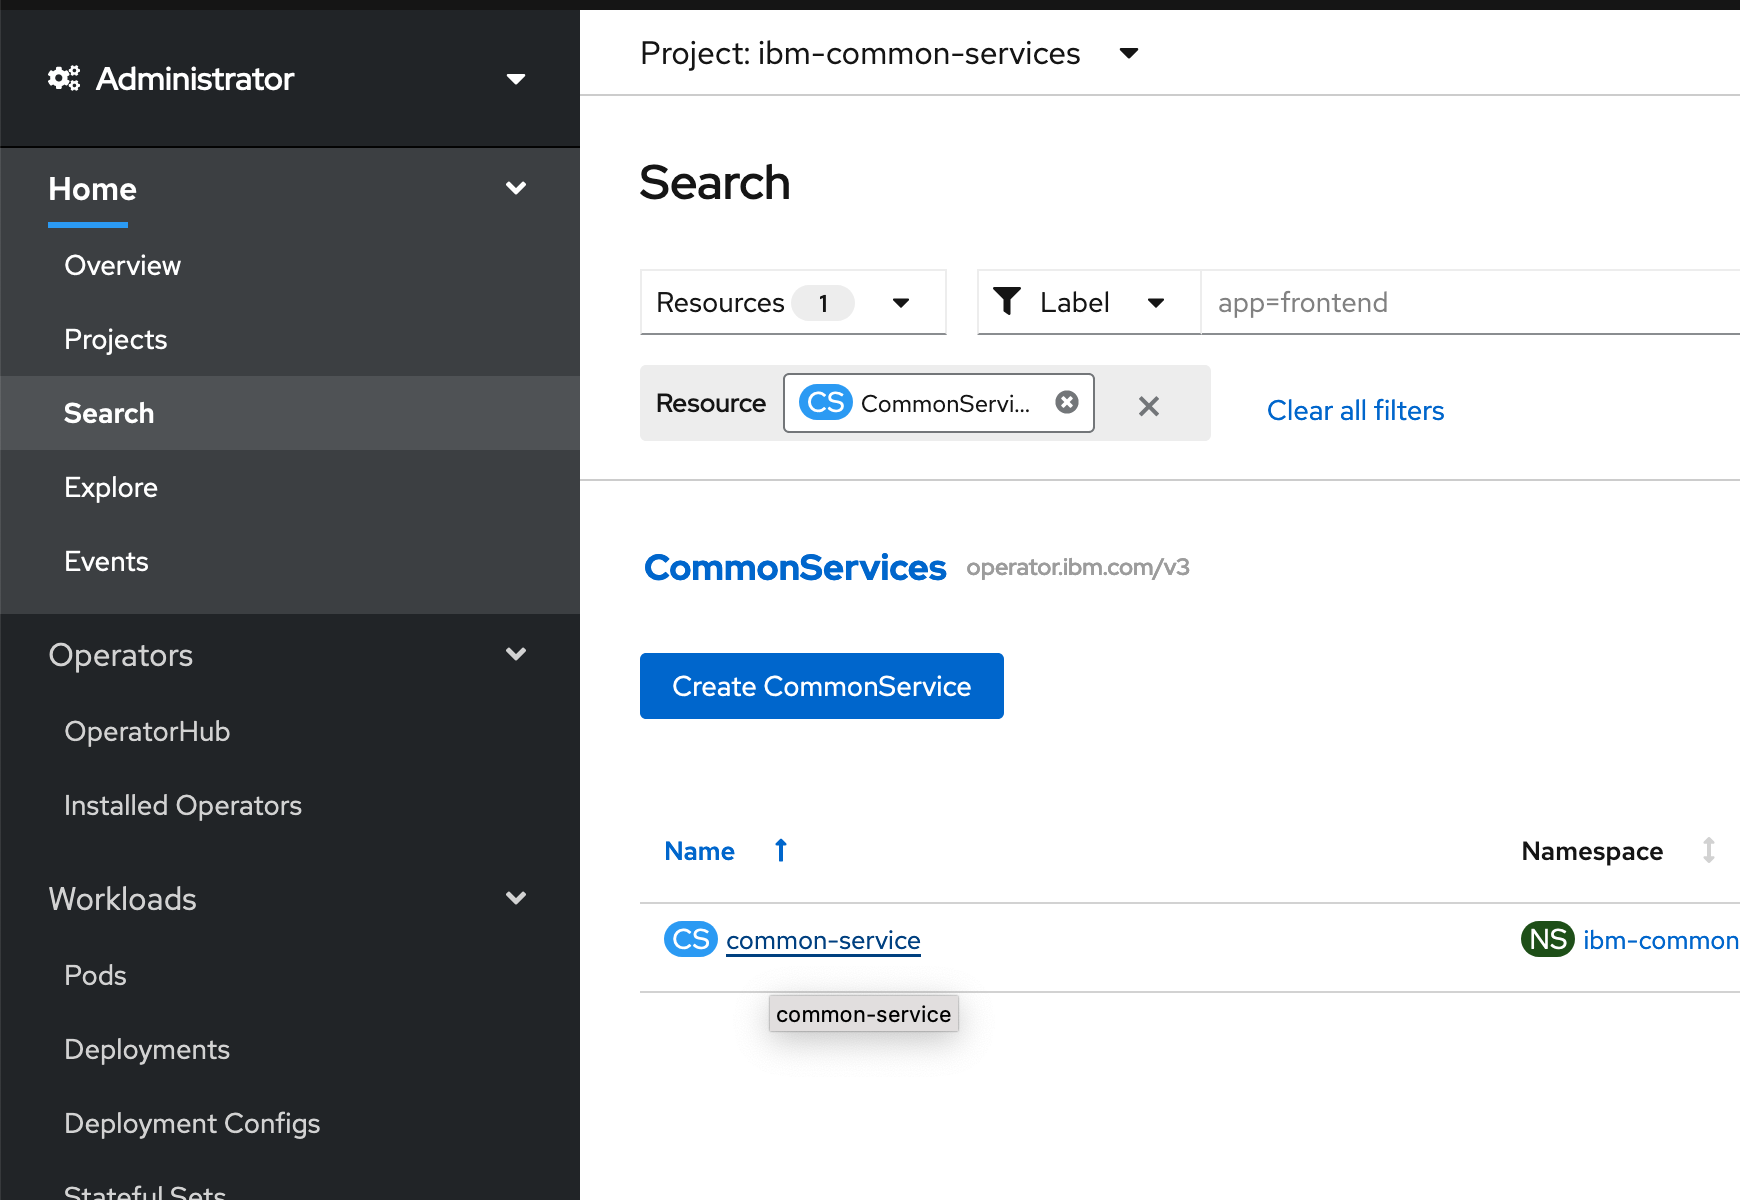 Administrator
Home
Overview
Projects
Search
Explore
Events
Operators
OperatorHub
Installed Operators
Workloads
Pods
Deployments
Deployment Configs
Stateful Sets
Project: ibm-common-services
Search
Resources 1
Label
app=frontend
Resource CS CommonServi...
Clear all filters
CommonServices operator.ibm.com/v3
Create CommonService
Name Namespace
CS common-service NS ibm-common
common-service